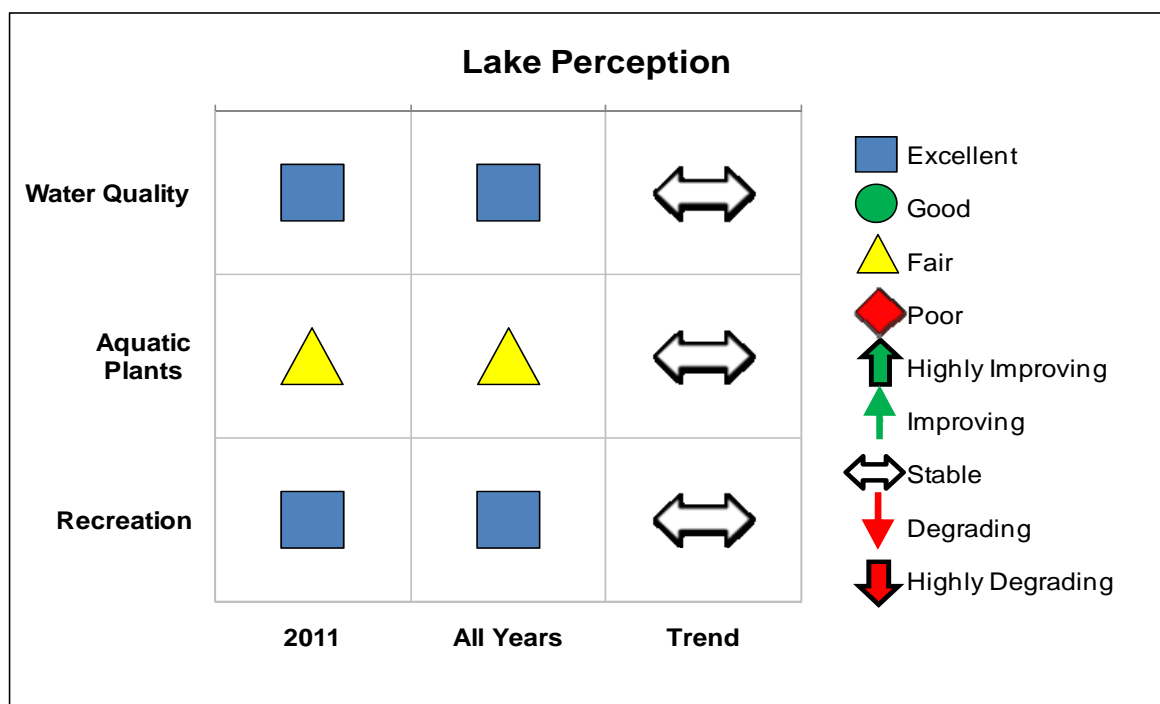 Lake Perception
Water Quality
Aquatic
Plants
Recreation
2011
All Years
Trend
Excellent
Good
Fair
Poor
Highly Improving
Improving
Stable
Degrading
Highly Degrading